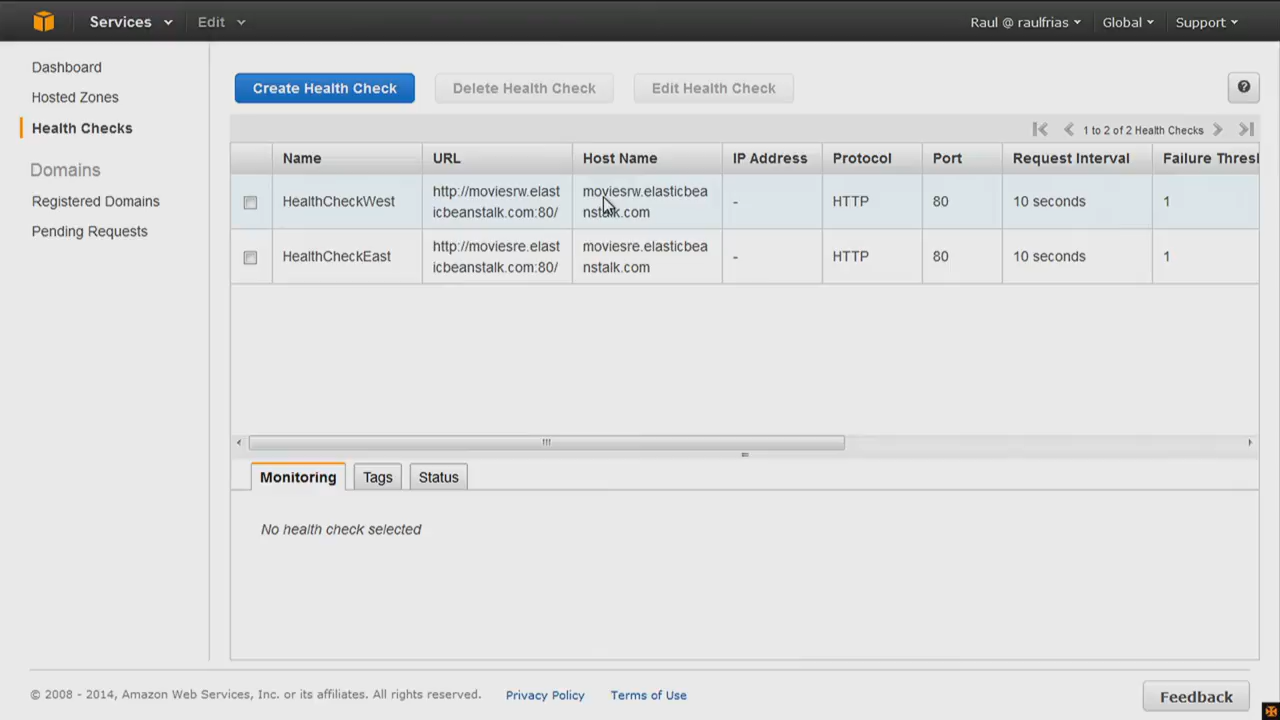 Services Edit Raul @ raulfrias Global Support
Dashboard
Hosted Zones
Health Checks
Domains
Registered Domains
Pending Requests
Create Health Check Delete Health Check Edit Health Check ?
1 to 2 of 2 Health Checks
Name URL Host Name IP Address Protocol Port Request Interval Failure Thresl
HealthCheckWest http://moviesrw.elast moviesrw.elasticbea - HTTP 80 10 seconds 1
icbeanstalk.com:80/ nstalk.com
HealthCheckEast http://moviesre.elast moviesre.elasticbea - HTTP 80 10 seconds 1
icbeanstalk.com:80/ nstalk.com
Monitoring Tags Status
No health check selected
© 2008 - 2014, Amazon Web Services, Inc. or its affiliates. All rights reserved. Privacy Policy Terms of Use Feedback